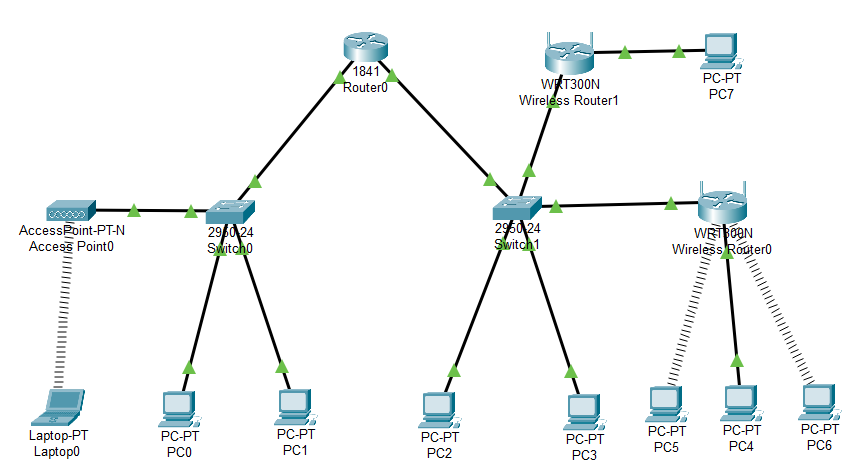 1841
Router0
WRT300N
Wireless Router1
PC-PT
PC7
AccessPoint-PT-N
Access Point0
2950-24
Switch0
2950-24
Switch1
WRT300N
Wireless Router0
Laptop-PT
Laptop0
PC-PT
PC0
PC-PT
PC1
PC-PT
PC2
PC-PT
PC3
PC-PT
PC5
PC-PT
PC4
PC-PT
PC6